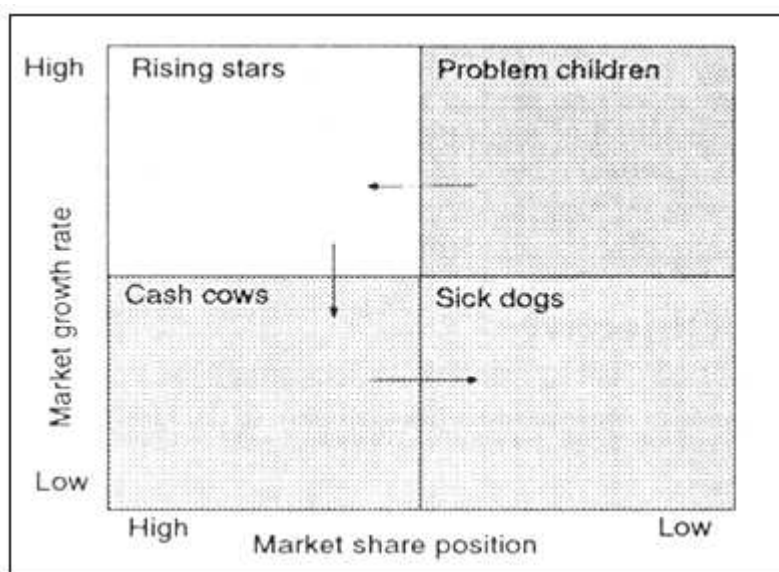 High
Rising stars
Problem children
Market growth rate
Cash cows
Sick dogs
Low
High
Low
Market share position